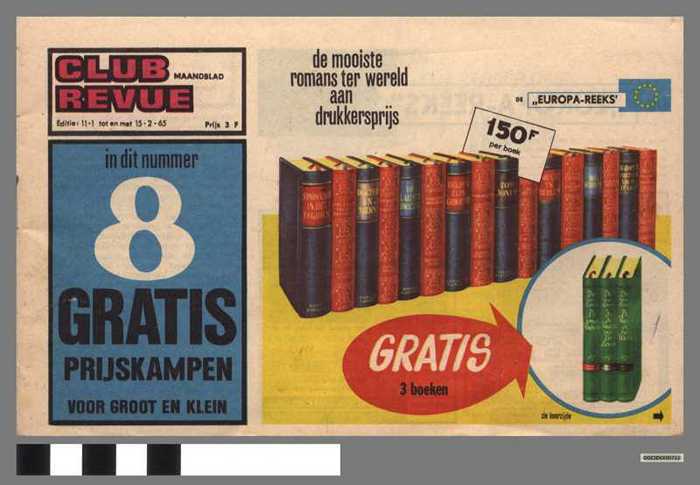 CLUB
MAANDBLAD
REVUE
Editie: 11-1 tot en met 15-2-65 Prijs 3 F
in dit nummer
8
GRATIS
PRIJSKAMPEN
VOOR GROOT EN KLEIN
de mooiste
romans ter wereld
aan
drukkersprijs
DE „EUROPA-REEKS'
150F
per boek
GRATIS
3 boeken
zie keerzijde